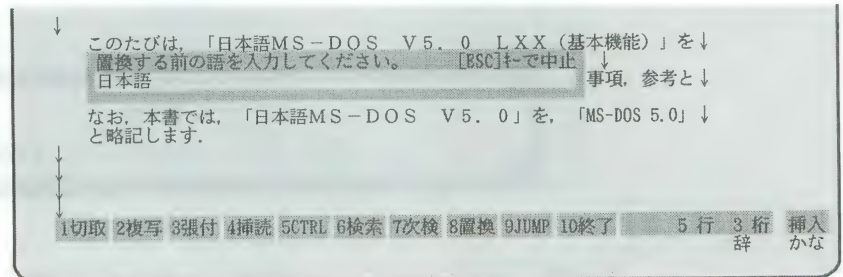 ↓
このたびは，「日本語ＭＳ－ＤＯＳ　Ｖ５．０　ＬＸＸ（基本機能）」を↓
置換する前の語を入力してください。　　[ESC]ｷｰで中止　↓
日本語　事項，参考と↓
なお，本書では，「日本語ＭＳ－ＤＯＳ　Ｖ５．０」を，「MS-DOS 5.0」↓
と略記します．
↓
↓
↓
↓
1切取 2複写 3張付 4挿読 5CTRL 6検索 7次検 8置換 9JUMP 10終了　5 行　3 桁　挿入
辞　かな